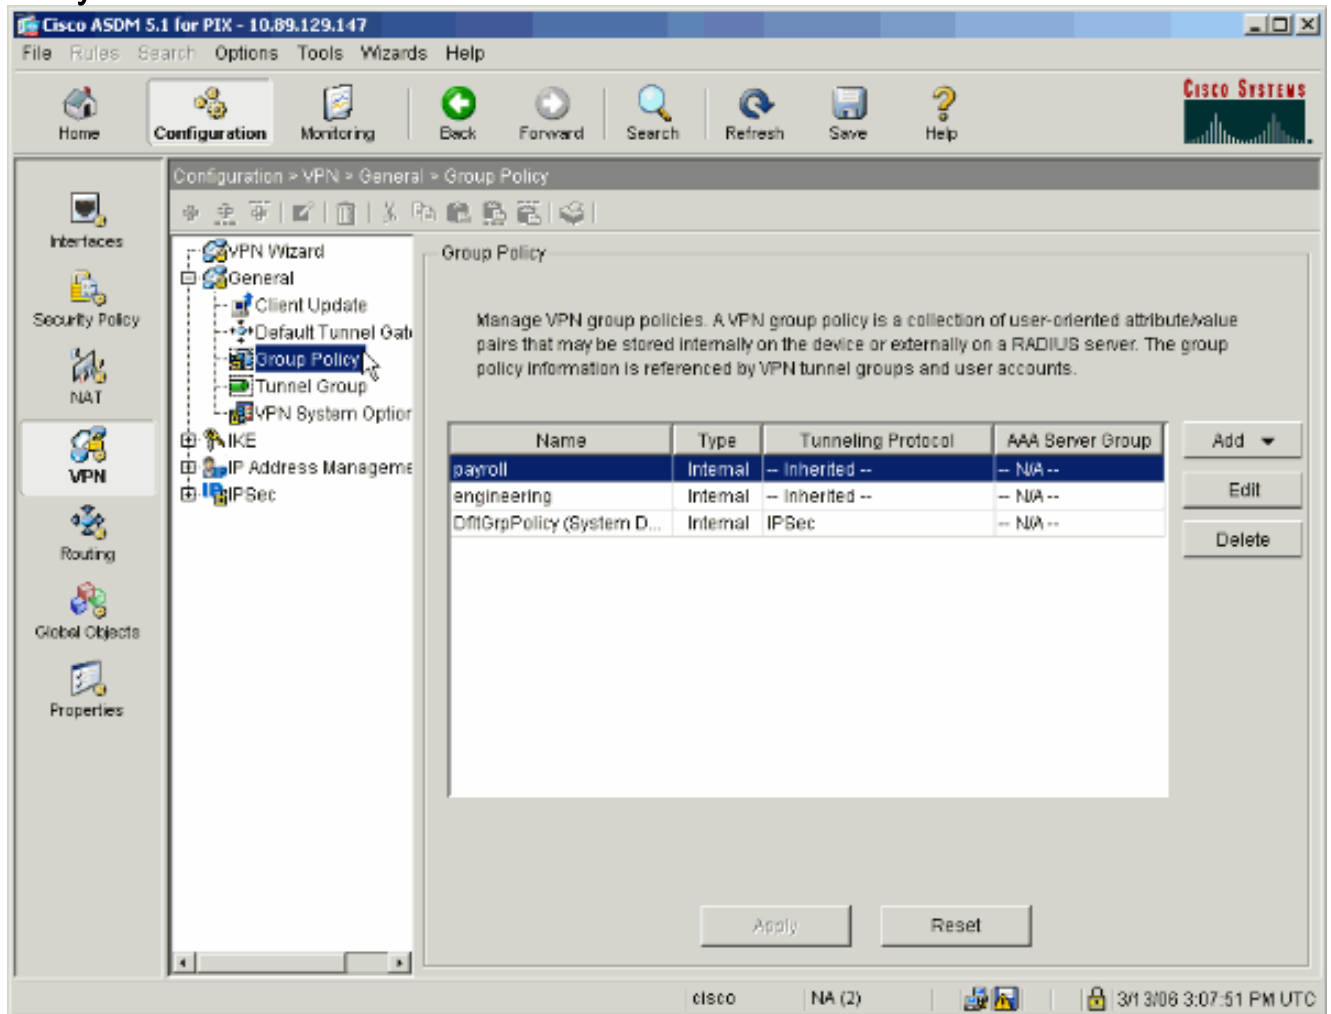 Cisco ASDM 5.1 for PIX - 10.89.129.147
File Rules Search Options Tools Wizards Help
Home Configuration Monitoring Back Forward Search Refresh Save Help
CISCO SYSTEMS
Configuration > VPN > General > Group Policy
Interfaces
Security Policy
NAT
VPN
Routing
Global Objects
Properties
VPN Wizard
General
Client Update
Default Tunnel Gate
Group Policy
Tunnel Group
VPN System Option
IKE
IP Address Manageme
IPSec
Group Policy
Manage VPN group policies. A VPN group policy is a collection of user-oriented attribute/value
pairs that may be stored internally on the device or externally on a RADIUS server. The group
policy information is referenced by VPN tunnel groups and user accounts.
Name Type Tunneling Protocol AAA Server Group
payroll Internal -- Inherited -- -- N/A --
engineering Internal -- Inherited -- -- N/A --
DfltGrpPolicy (System D... Internal IPSec -- N/A --
Add
Edit
Delete
Apply Reset
cisco NA (2) 3/13/06 3:07:51 PM UTC